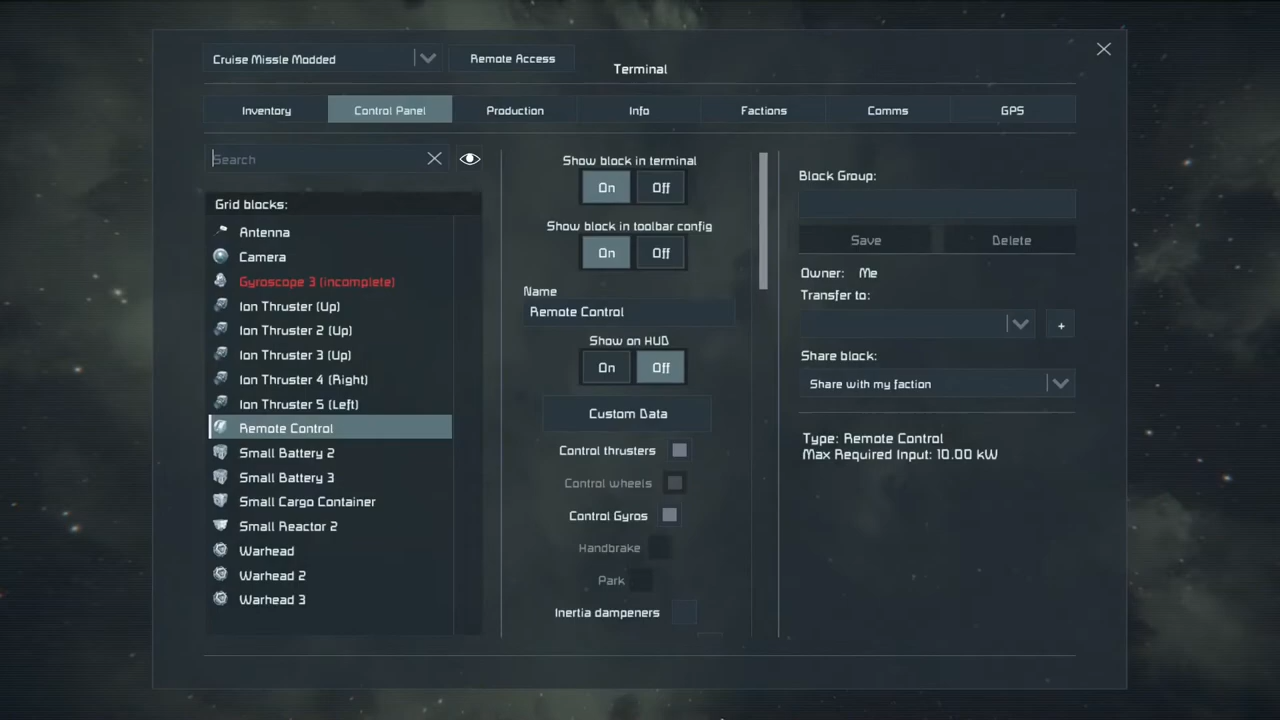 Cruise Missle Modded
Remote Access
Terminal
Inventory
Control Panel
Production
Info
Factions
Comms
GPS
Search
Grid blocks:
Antenna
Camera
Gyroscope 3 (incomplete)
Ion Thruster (Up)
Ion Thruster 2 (Up)
Ion Thruster 3 (Up)
Ion Thruster 4 (Right)
Ion Thruster 5 (Left)
Remote Control
Small Battery 2
Small Battery 3
Small Cargo Container
Small Reactor 2
Warhead
Warhead 2
Warhead 3
Show block in terminal
On Off
Show block in toolbar config
On Off
Name
Remote Control
Show on HUD
On Off
Custom Data
Control thrusters
Control wheels
Control Gyros
Handbrake
Park
Inertia dampeners
Block Group:
Save
Delete
Owner: Me
Transfer to:
+
Share block:
Share with my faction
Type: Remote Control
Max Required Input: 10.00 kW